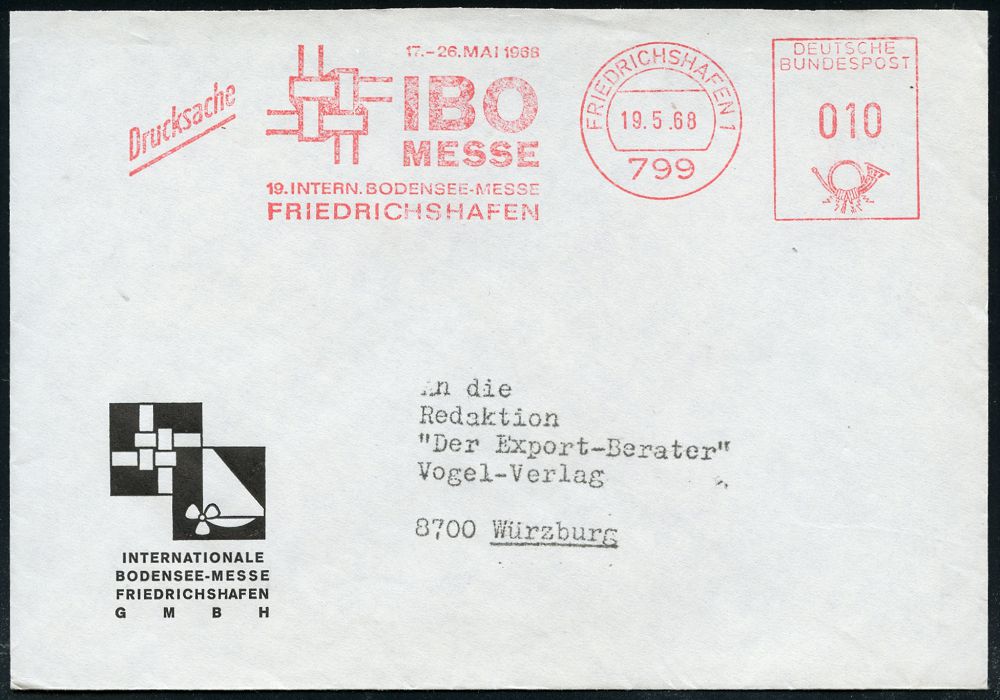 Drucksache
17.-26. MAI 1968
IBO
MESSE
19. INTERN. BODENSEE-MESSE
FRIEDRICHSHAFEN
FRIEDRICHSHAFEN 1
19.5.68
799
DEUTSCHE
BUNDESPOST
010
An die
Redaktion
"Der Export-Berater"
Vogel-Verlag
8700 Würzburg
INTERNATIONALE
BODENSEE-MESSE
FRIEDRICHSHAFEN
G M B H